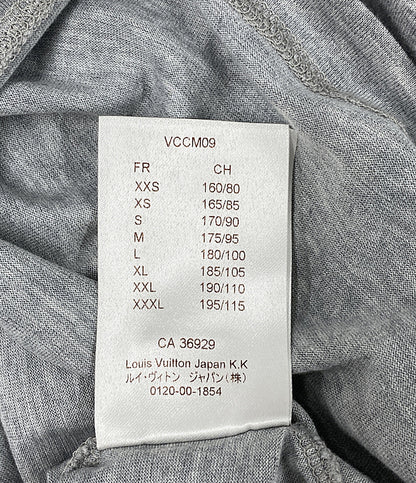 VCCM09
FR CH
XXS 160/80
XS 165/85
S 170/90
M 175/95
L 180/100
XL 185/105
XXL 190/110
XXXL 195/115
CA 36929
Louis Vuitton Japan K.K
ルイ・ヴィトン ジャパン(株)
0120-00-1854